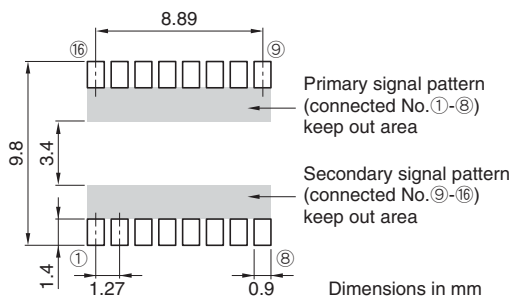 8.89
⑯ ⑨
Primary signal pattern
(connected No.①-⑧)
keep out area
9.8
3.4
Secondary signal pattern
(connected No.⑨-⑯)
keep out area
① ⑧
1.4
1.27 0.9 Dimensions in mm